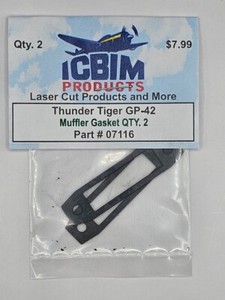 Qty. 2 $7.99
ICBIM
PRODUCTS
Laser Cut Products and More
Thunder Tiger GP-42
Muffler Gasket QTY. 2
Part # 07116